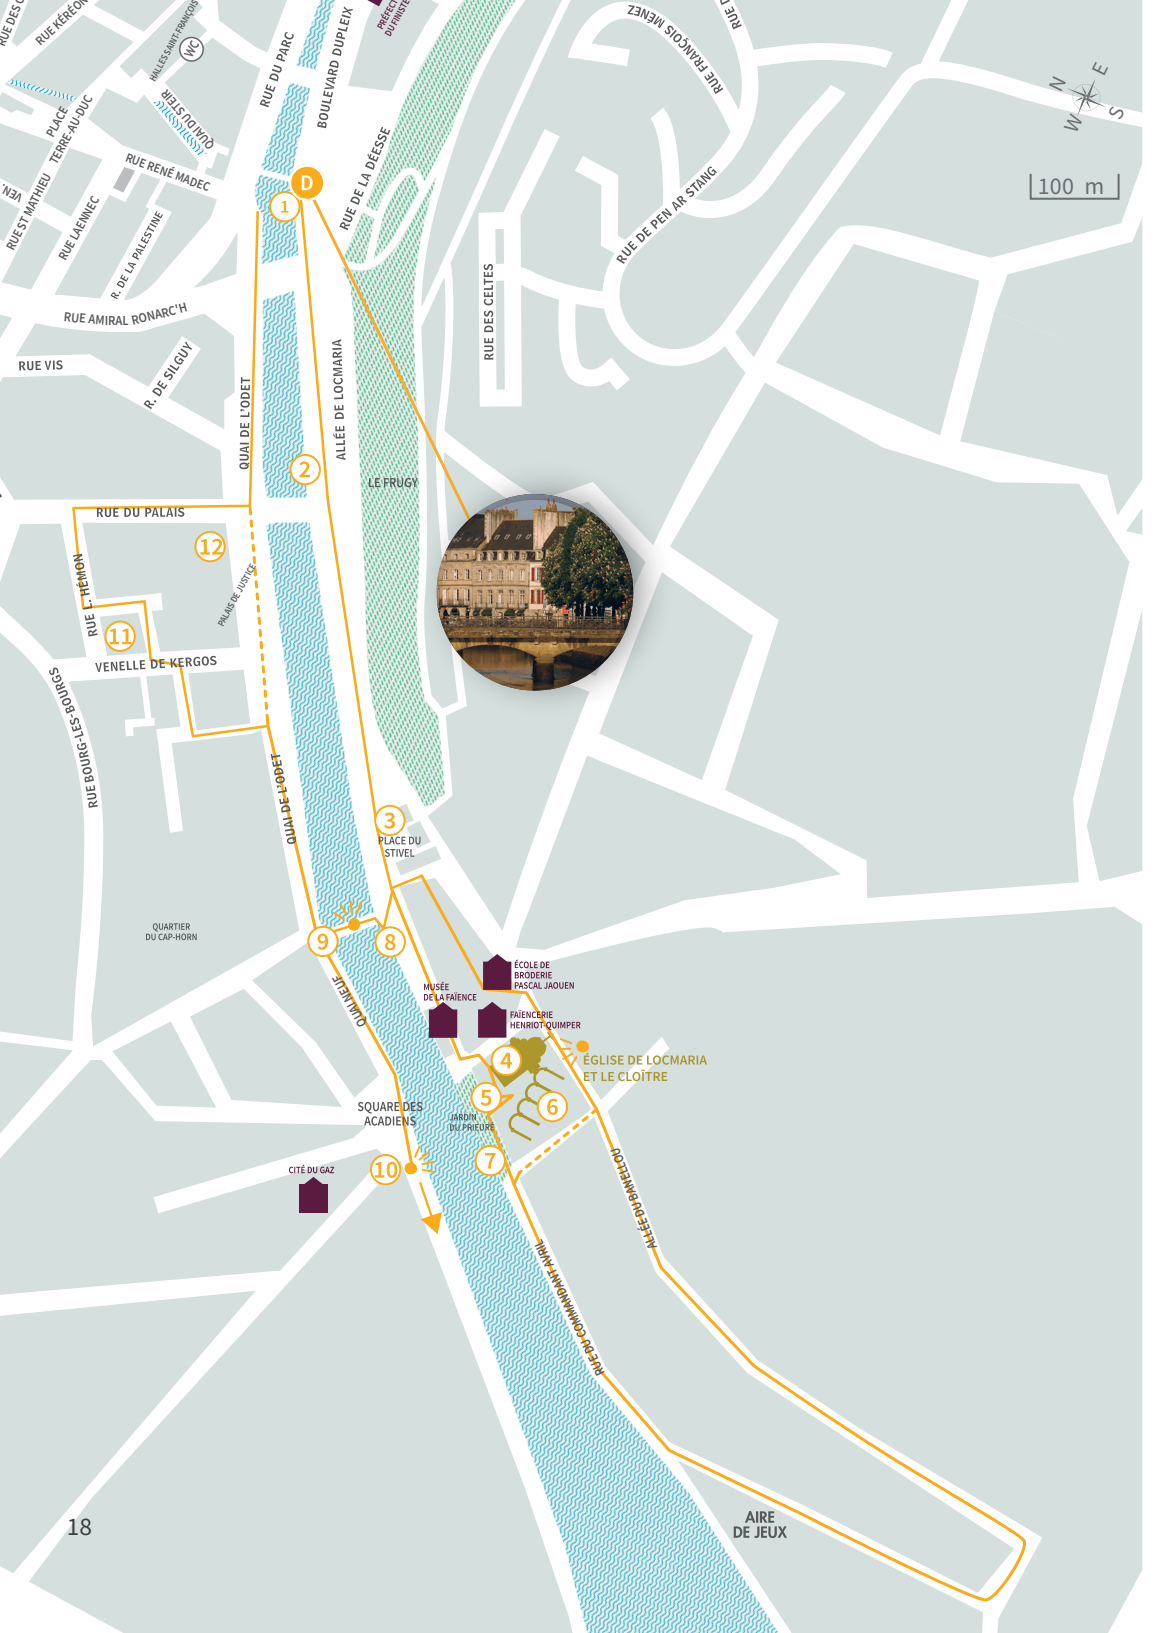 RUE KÉRÉON
HALLES SAINT-FRANÇOIS
WC
RUE DU PARC
BOULEVARD DUPLEIX
PRÉFECT
DU FINISTÈ
RUE FRANÇOIS MÉNEZ
RUE D
N
E
S
W
100 m
PLACE
TERRE-AU-DUC
QUAI DU STEIR
RUE RENÉ MADEC
RUE ST MATHIEU
VEN.
RUE LAENNEC
R. DE LA PALESTINE
D
1
RUE DE LA DÉESSE
RUE DE PEN AR STANG
RUE DES CELTES
RUE AMIRAL RONARC'H
RUE VIS
R. DE SILGUY
QUAI DE L'ODET
ALLÉE DE LOCMARIA
2
LE FRUGY
RUE DU PALAIS
12
PALAIS DE JUSTICE
RUE L. HÉMON
11
VENELLE DE KERGOS
RUE BOURG-LES-BOURGS
QUAI DE L'ODET
3
PLACE DU
STIVEL
QUARTIER
DU CAP-HORN
9
8
QUAI NEUF
ÉCOLE DE
BRODERIE
PASCAL JAOUEN
MUSÉE
DE LA FAÏENCE
FAÏENCERIE
HENRIOT-QUIMPER
4
ÉGLISE DE LOCMARIA
ET LE CLOÎTRE
5
6
SQUARE DES
ACADIENS
JARDIN
DU PRIEURÉ
7
10
CITÉ DU GAZ
ALLÉE DU BANELLOU
RUE DU COMMANDANT AVRIL
AIRE
DE JEUX
18